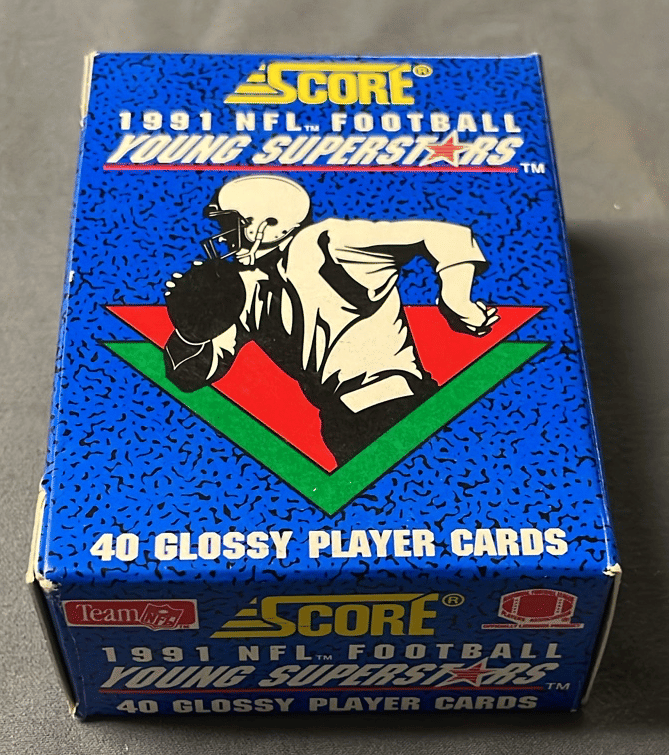 SCORE®
1991 NFL™ FOOTBALL
YOUNG SUPERSTARS™
40 GLOSSY PLAYER CARDS
Team NFL
SCORE®
1991 NFL™ FOOTBALL
YOUNG SUPERSTARS™
40 GLOSSY PLAYER CARDS